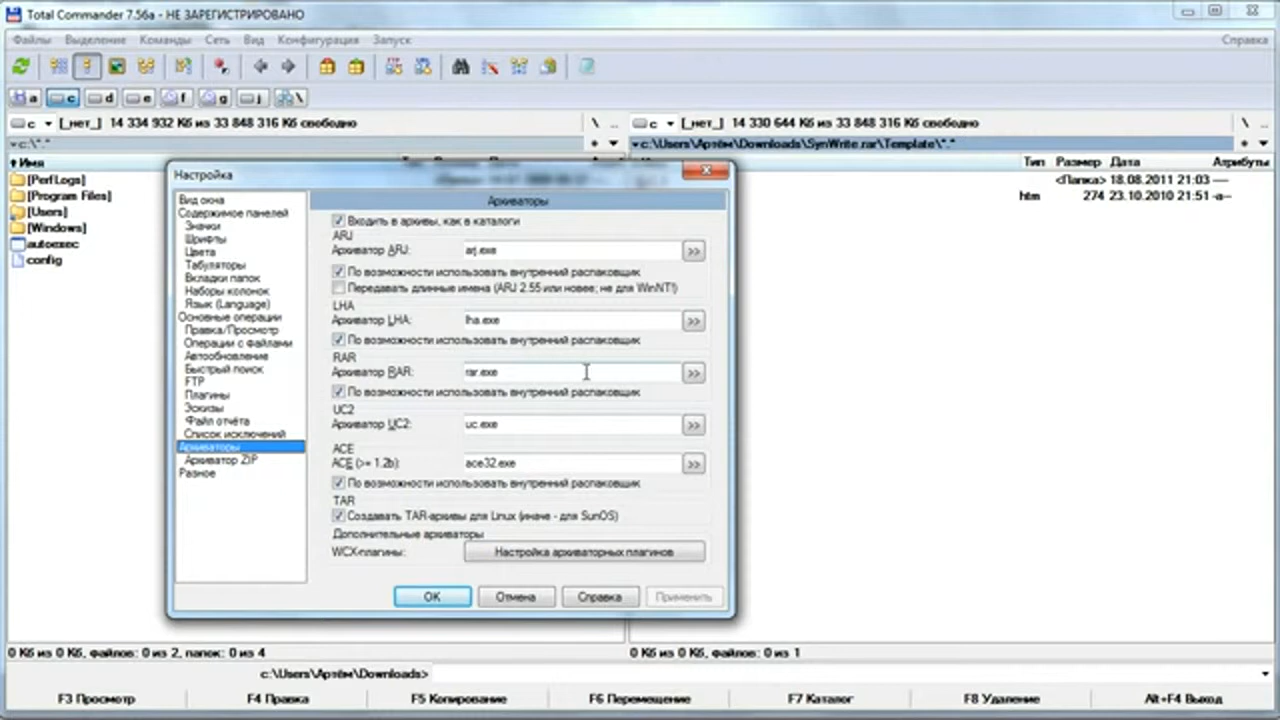 Total Commander 7.56a - НЕ ЗАРЕГИСТРИРОВАНО
Файлы Выделение Команды Сеть Вид Конфигурация Запуск Справка
a c d e f g j \
c [_нет_] 14 334 932 Кб из 33 848 316 Кб свободно \ ..
c [_нет_] 14 330 644 Кб из 33 848 316 Кб свободно \ ..
c:\*.*
c:\Users\Артём\Downloads\SynWrite.rar\Template\*.*
Имя
Тип Размер Дата Атрибуты
[PerfLogs]
[Program Files]
[Users]
[Windows]
autoexec
config
<Папка> 18.08.2011 21:03 ----
htm 274 23.10.2010 21:51 -a--
Настройка
Вид окна
Содержимое панелей
Значки
Шрифты
Цвета
Табуляторы
Вкладки папок
Наборы колонок
Язык (Language)
Основные операции
Правка/Просмотр
Операции с файлами
Автообновление
Быстрый поиск
FTP
Плагины
Эскизы
Файл отчёта
Список исключений
Архиваторы
Архиватор ZIP
Разное
Архиваторы
Входить в архивы, как в каталоги
ARJ
Архиватор ARJ: arj.exe >>
По возможности использовать внутренний распаковщик
Передавать длинные имена (ARJ 2.55 или новее; не для WinNT!)
LHA
Архиватор LHA: lha.exe >>
По возможности использовать внутренний распаковщик
RAR
Архиватор RAR: rar.exe >>
По возможности использовать внутренний распаковщик
UC2
Архиватор UC2: uc.exe >>
ACE
ACE (>= 1.2b): ace32.exe >>
По возможности использовать внутренний распаковщик
TAR
Создавать TAR-архивы для Linux (иначе - для SunOS)
Дополнительные архиваторы
WCX-плагины: Настройка архиваторных плагинов
OK Отмена Справка Применить
0 Кб из 0 Кб, файлов: 0 из 2, папок: 0 из 4
0 Кб из 0 Кб, файлов: 0 из 1
c:\Users\Артём\Downloads>
F3 Просмотр F4 Правка F5 Копирование F6 Перемещение F7 Каталог F8 Удаление Alt+F4 Выход